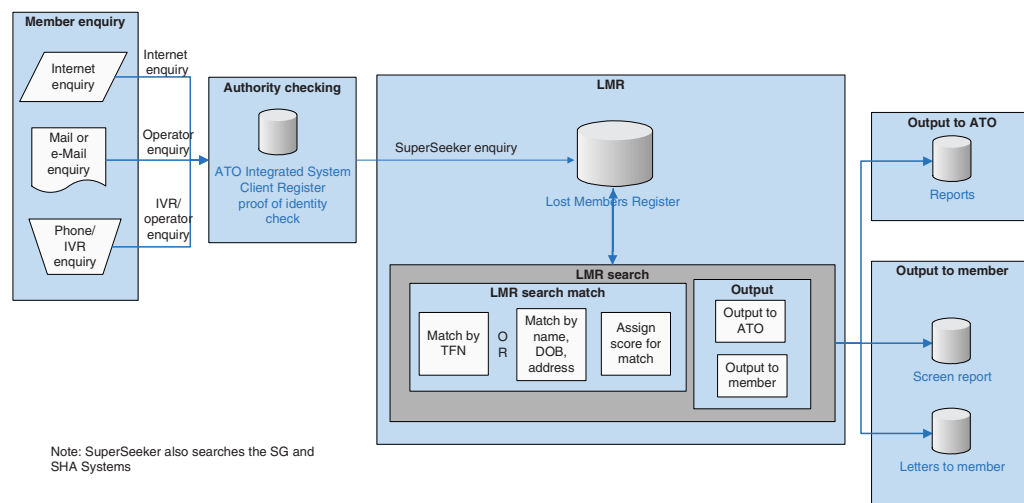 Member enquiry
Internet
enquiry
Mail or
e-Mail
enquiry
Phone/
IVR
enquiry
Internet
enquiry
Operator
enquiry
IVR/
operator
enquiry
Authority checking
ATO Integrated System
Client Register
proof of identity
check
SuperSeeker enquiry
LMR
Lost Members Register
LMR search
LMR search match
Match by
TFN
O
R
Match by
name,
DOB,
address
Assign
score for
match
Output
Output to
ATO
Output to
member
Output to ATO
Reports
Output to member
Screen report
Letters to member
Note: SuperSeeker also searches the SG and
SHA Systems